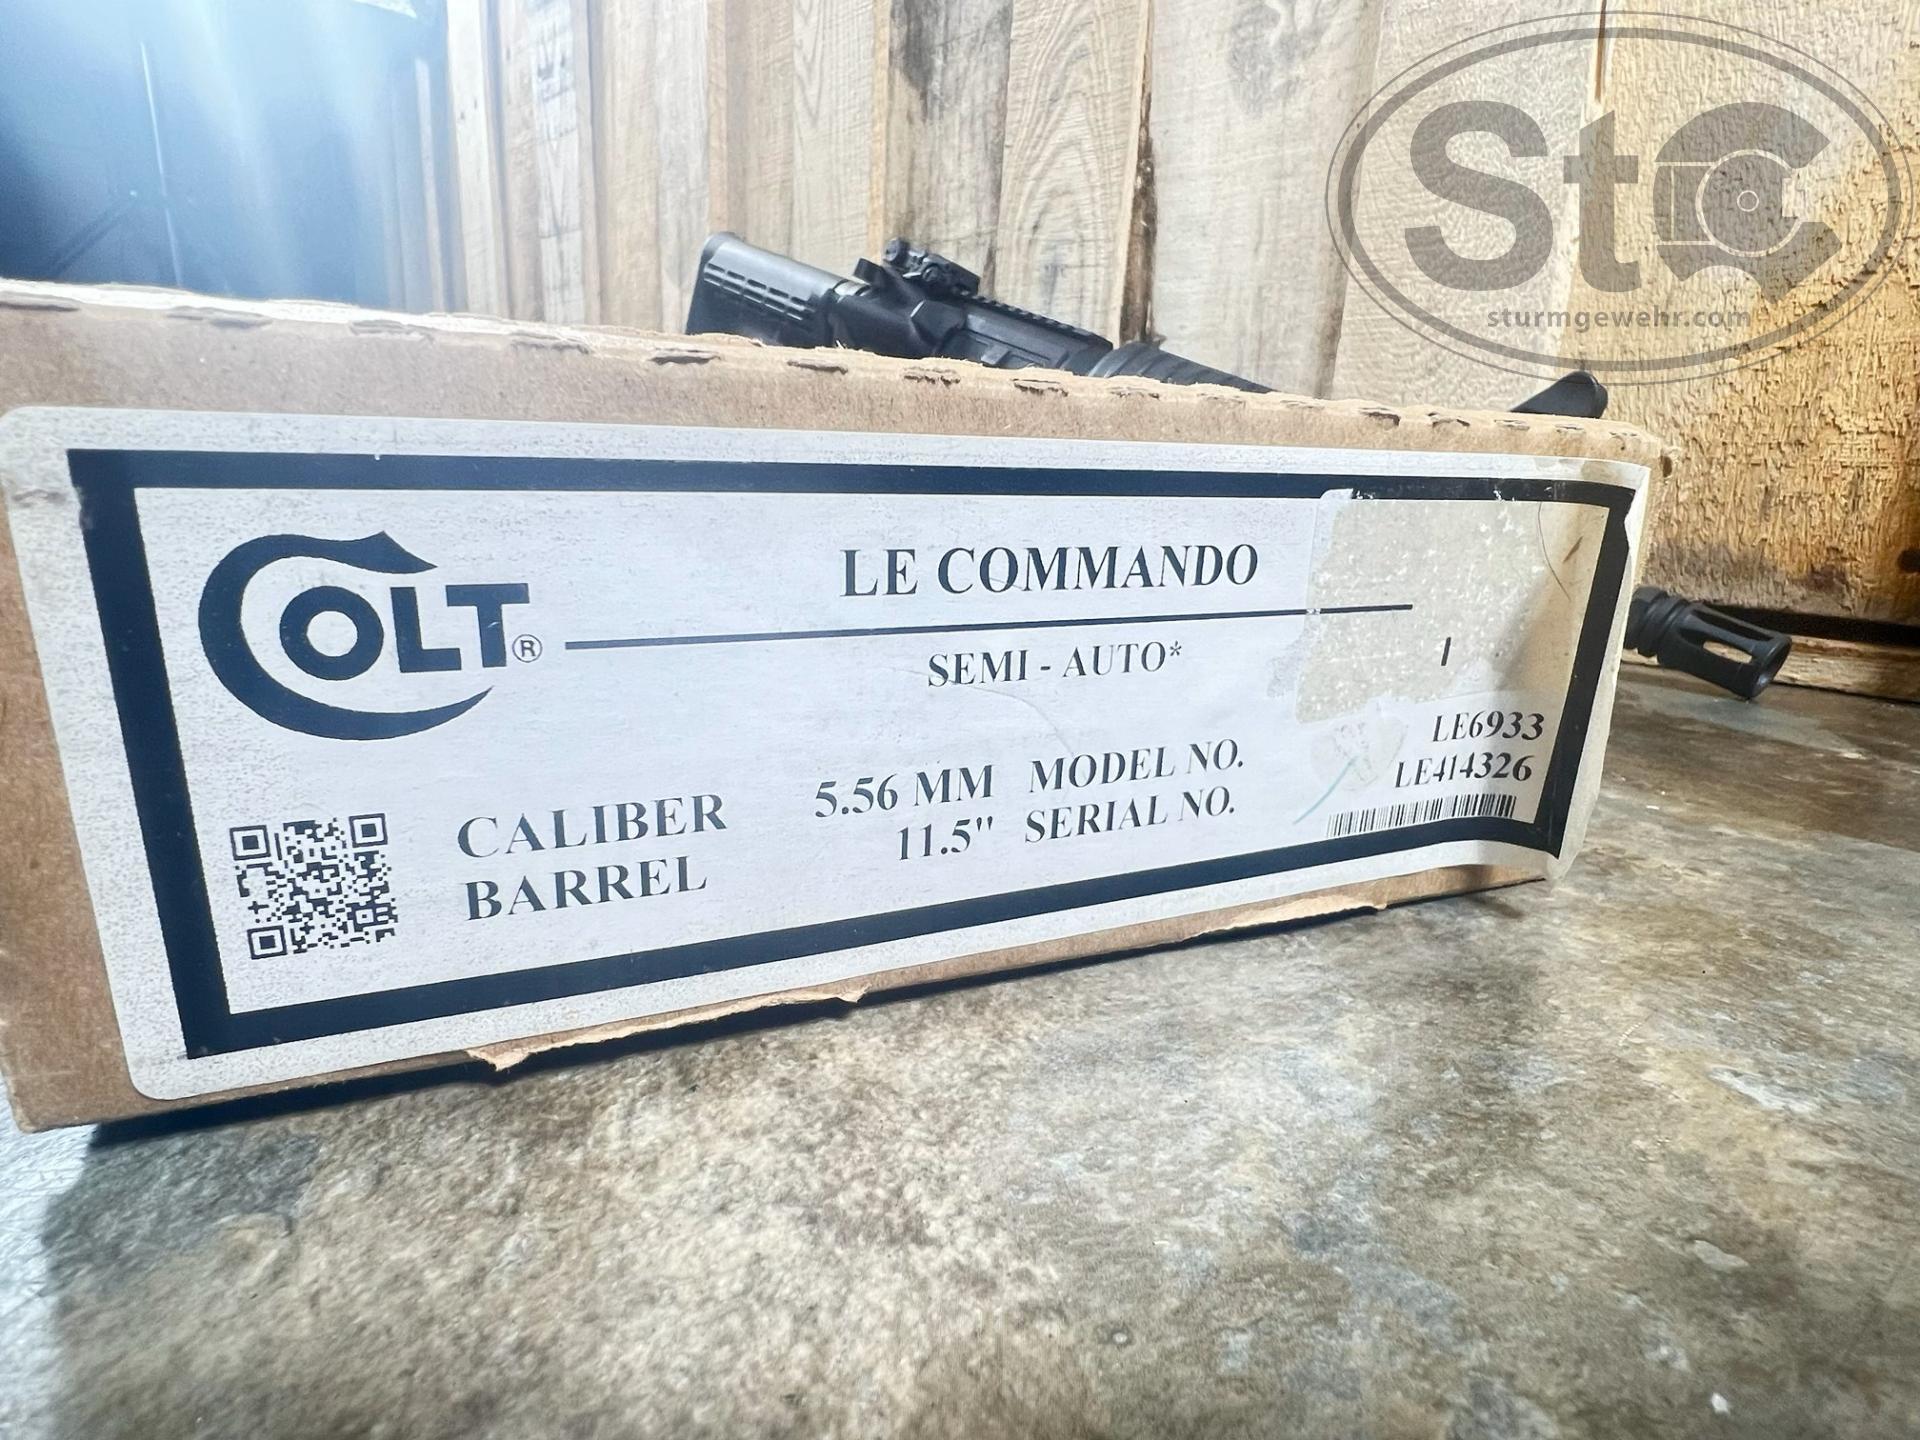 StG
sturmgewehr.com
COLT®
LE COMMANDO
SEMI - AUTO*
CALIBER 5.56 MM MODEL NO. LE6933
BARREL 11.5" SERIAL NO. LE414326